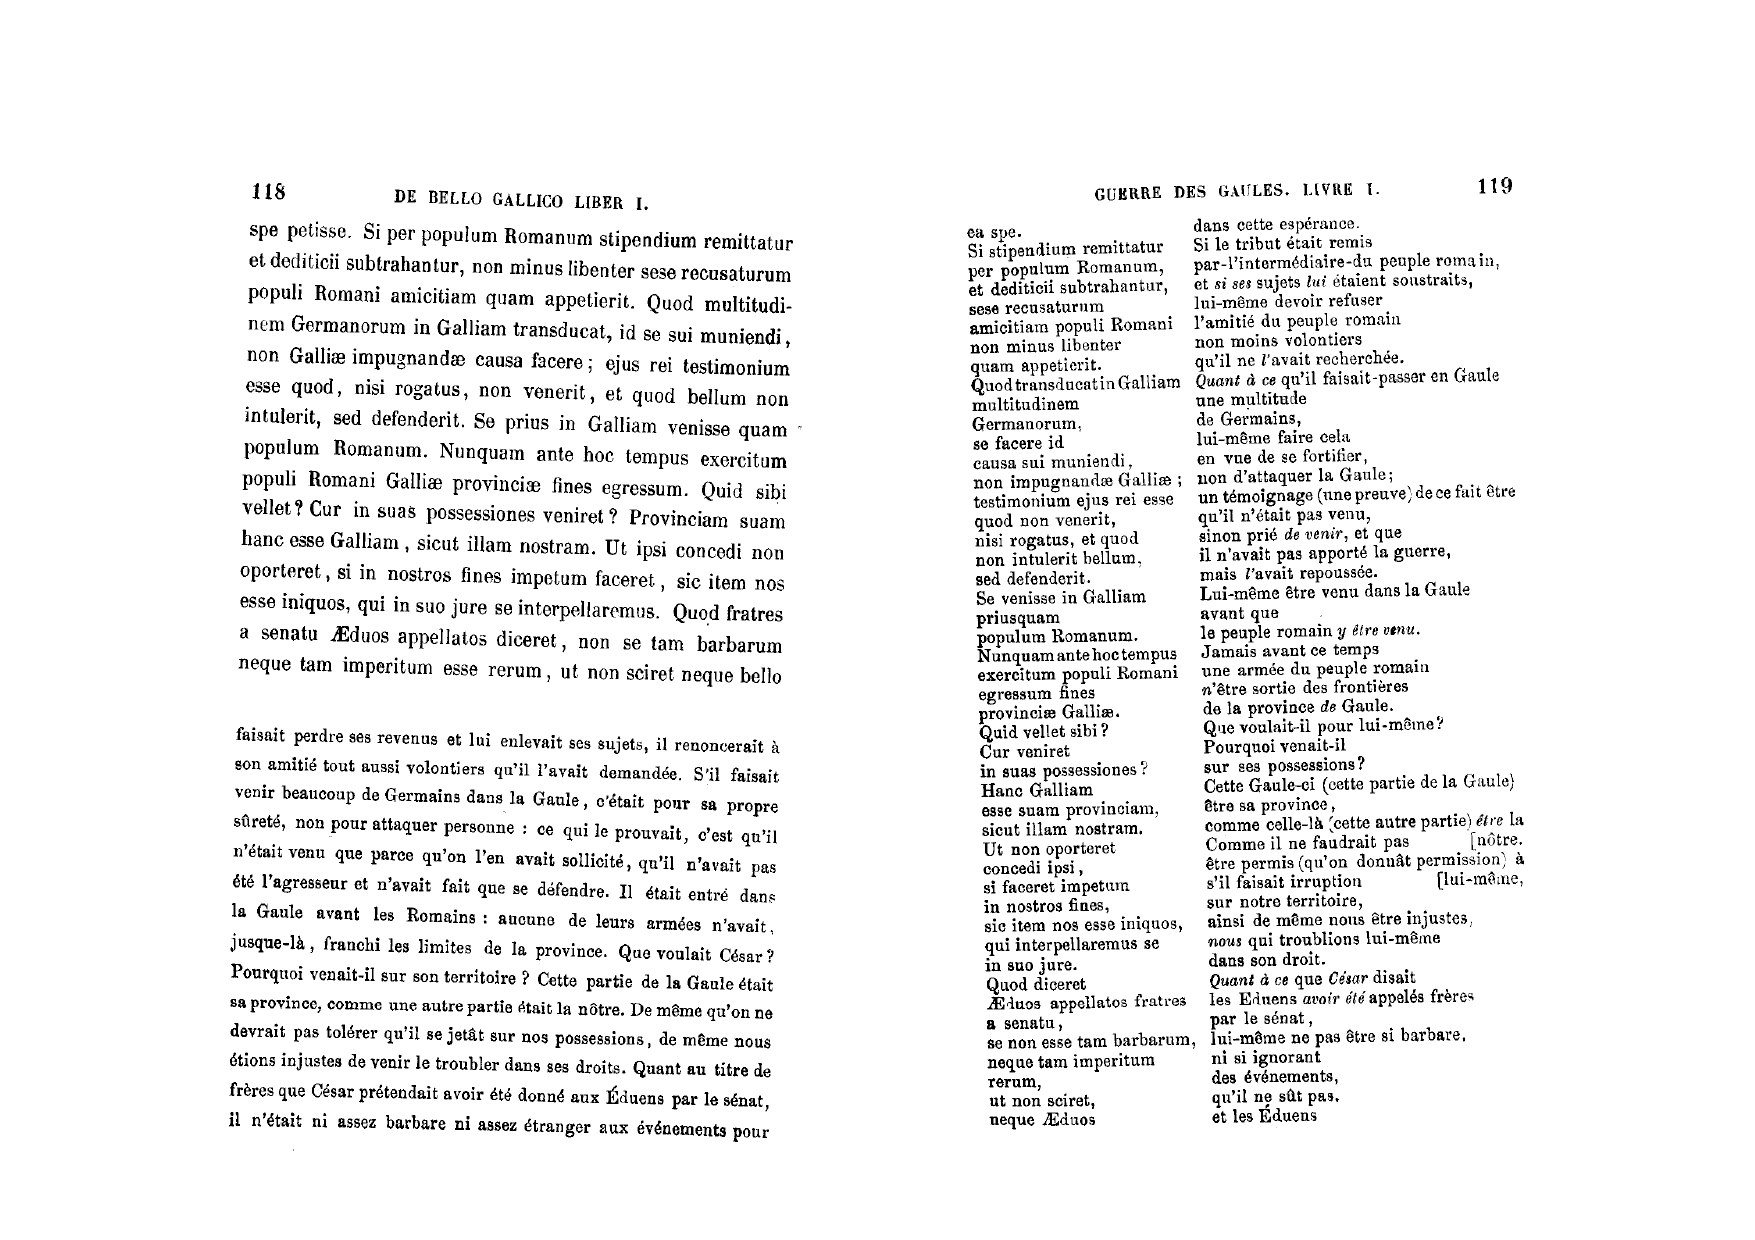 118
DE BELLO GALLICO LIBER I.
spe petisse. Si per populum Romanum stipendium remittatur
et dediticii subtrahantur, non minus libenter sese recusaturum
populi Romani amicitiam quam appetierit. Quod multitudi-
nem Germanorum in Galliam transducat, id se sui muniendi,
non Galliæ impugnandæ causa facere; ejus rei testimonium
esse quod, nisi rogatus, non venerit, et quod bellum non
intulerit, sed defenderit. Se prius in Galliam venisse quam
populum Romanum. Nunquam ante hoc tempus exercitum
populi Romani Galliæ provinciæ fines egressum. Quid sibi
vellet? Cur in suas possessiones veniret? Provinciam suam
hanc esse Galliam, sicut illam nostram. Ut ipsi concedi non
oporteret, si in nostros fines impetum faceret, sic item nos
esse iniquos, qui in suo jure se interpellaremus. Quod fratres
a senatu Æduos appellatos diceret, non se tam barbarum
neque tam imperitum esse rerum, ut non sciret neque bello
faisait perdre ses revenus et lui enlevait ses sujets, il renoncerait à
son amitié tout aussi volontiers qu'il l'avait demandée. S'il faisait
venir beaucoup de Germains dans la Gaule, c'était pour sa propre
sûreté, non pour attaquer personne : ce qui le prouvait, c'est qu'il
n'était venu que parce qu'on l'en avait sollicité, qu'il n'avait pas
été l'agresseur et n'avait fait que se défendre. Il était entré dans
la Gaule avant les Romains : aucune de leurs armées n'avait,
jusque-là, franchi les limites de la province. Que voulait César?
Pourquoi venait-il sur son territoire? Cette partie de la Gaule était
sa province, comme une autre partie était la nôtre. De même qu'on ne
devrait pas tolérer qu'il se jetât sur nos possessions, de même nous
étions injustes de venir le troubler dans ses droits. Quant au titre de
frères que César prétendait avoir été donné aux Éduens par le sénat,
il n'était ni assez barbare ni assez étranger aux événements pour
GUERRE DES GAULES. LIVRE I.
119
ea spe.
Si stipendium remittatur
per populum Romanum,
et dediticii subtrahantur,
sese recusaturum
amicitiam populi Romani
non minus libenter
quam appetierit.
Quod transducat in Galliam
multitudinem
Germanorum,
se facere id
causa sui muniendi,
non impugnandæ Galliæ;
testimonium ejus rei esse
quod non venerit,
nisi rogatus, et quod
non intulerit bellum,
sed defenderit.
Se venisse in Galliam
priusquam
populum Romanum.
Nunquam ante hoc tempus
exercitum populi Romani
egressum fines
provinciæ Galliæ.
Quid vellet sibi?
Cur veniret
in suas possessiones?
Hanc Galliam
esse suam provinciam,
sicut illam nostram.
Ut non oporteret
concedi ipsi,
si faceret impetum
in nostros fines,
sic item nos esse iniquos,
qui interpellaremus se
in suo jure.
Quod diceret
Æduos appellatos fratres
a senatu,
se non esse tam barbarum,
neque tam imperitum
rerum,
ut non sciret,
neque Æduos
dans cette espérance.
Si le tribut était remis
par-l'intermédiaire-du peuple romain,
et si ses sujets lui étaient soustraits,
lui-même devoir refuser
l'amitié du peuple romain
non moins volontiers
qu'il ne l'avait recherchée.
Quant à ce qu'il faisait-passer en Gaule
une multitude
de Germains,
lui-même faire cela
en vue de se fortifier,
non d'attaquer la Gaule;
un témoignage (une preuve) de ce fait être
qu'il n'était pas venu,
sinon prié de venir, et que
il n'avait pas apporté la guerre,
mais l'avait repoussée.
Lui-même être venu dans la Gaule
avant que
le peuple romain y être venu.
Jamais avant ce temps
une armée du peuple romain
n'être sortie des frontières
de la province de Gaule.
Que voulait-il pour lui-même?
Pourquoi venait-il
sur ses possessions?
Cette Gaule-ci (cette partie de la Gaule)
être sa province,
comme celle-là (cette autre partie) être la
Comme il ne faudrait pas [nôtre.
être permis (qu'on donnât permission) à
s'il faisait irruption [lui-même,
sur notre territoire,
ainsi de même nous être injustes,
nous qui troublions lui-même
dans son droit.
Quant à ce que César disait
les Eduens avoir été appelés frères
par le sénat,
lui-même ne pas être si barbare,
ni si ignorant
des événements,
qu'il ne sût pas,
et les Éduens